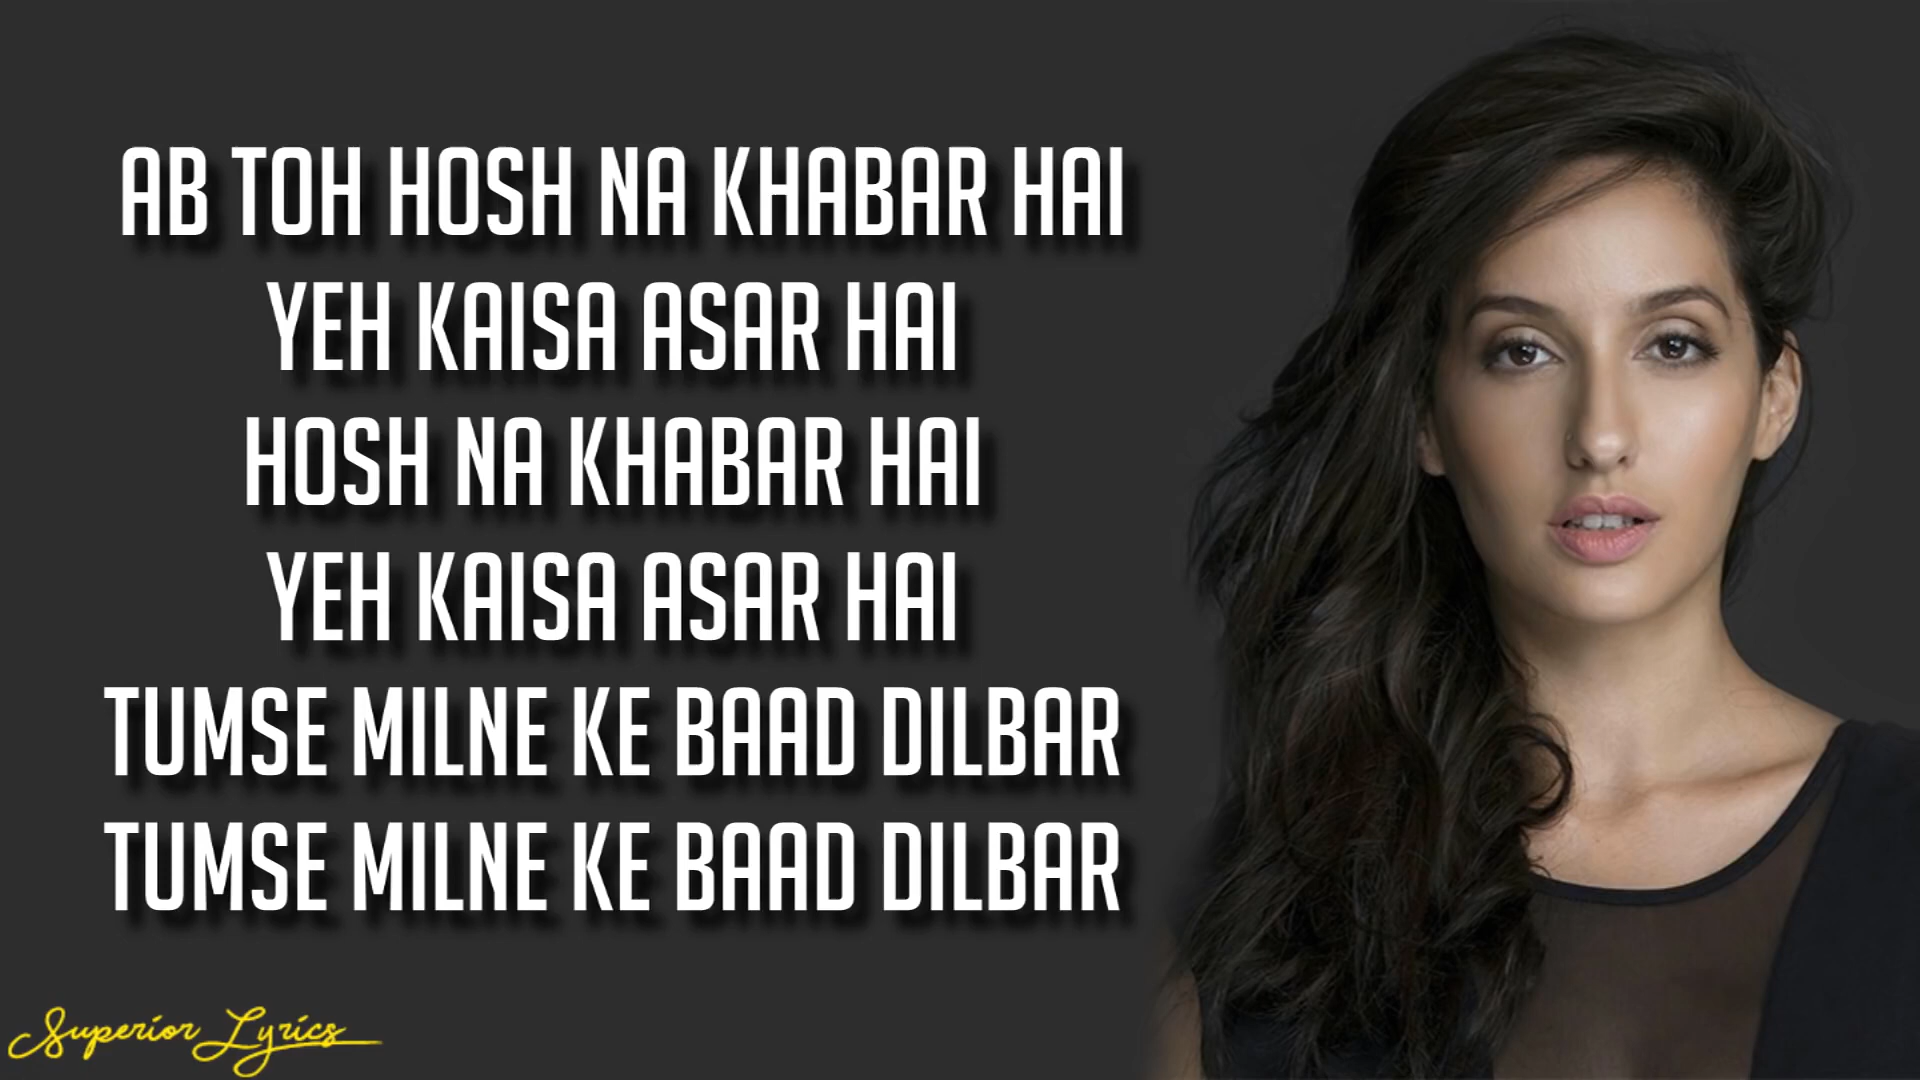 AB TOH HOSH NA KHABAR HAI
YEH KAISA ASAR HAI
HOSH NA KHABAR HAI
YEH KAISA ASAR HAI
TUMSE MILNE KE BAAD DILBAR
TUMSE MILNE KE BAAD DILBAR
Superior Lyrics